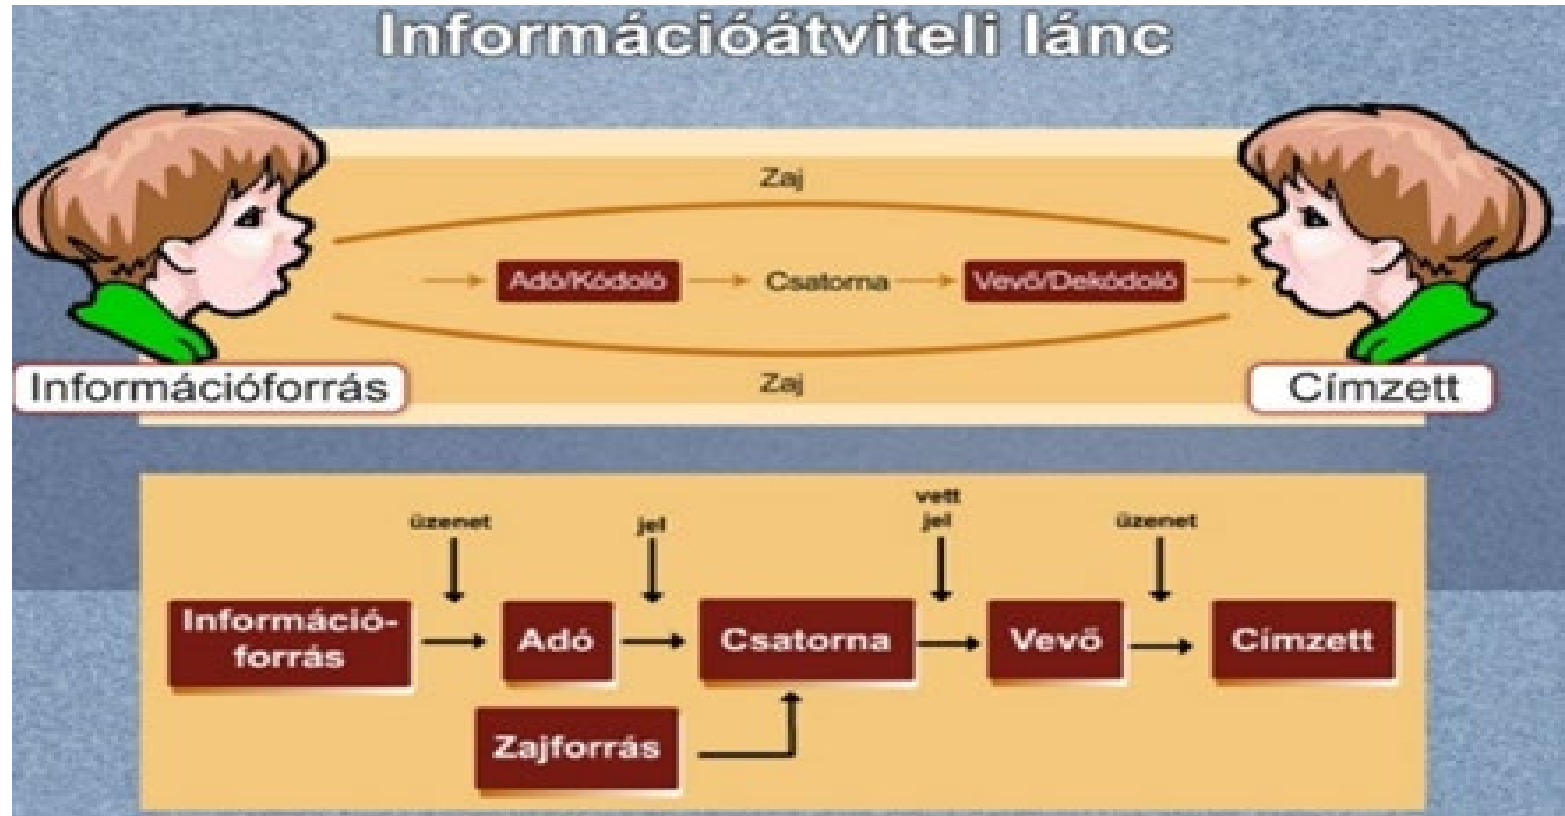 Információátviteli lánc
Zaj
Adó/Kódoló
Csatorna
Vevő/Dekódoló
Zaj
Információforrás
Címzett
üzenet
jel
vett
jel
üzenet
Információ-
forrás
Adó
Csatorna
Vevő
Címzett
Zajforrás